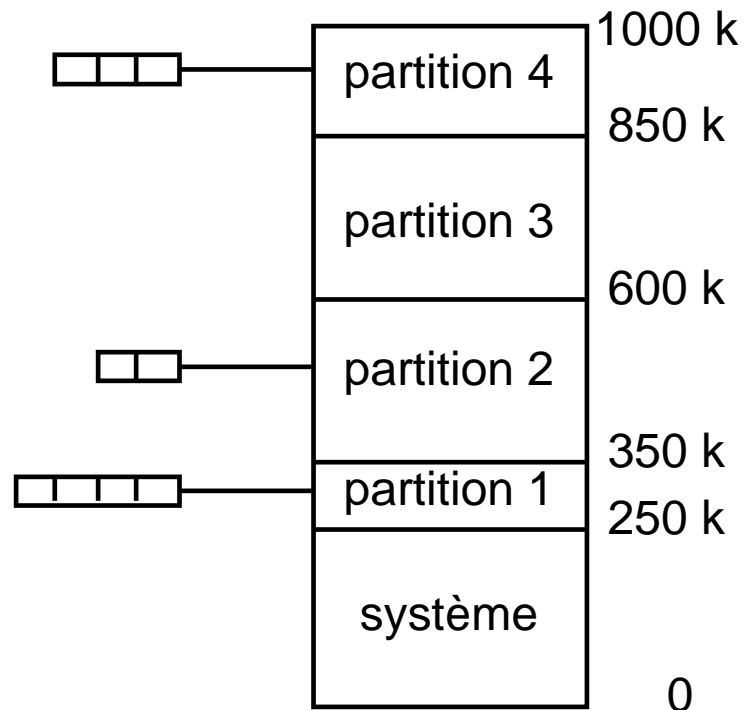 1000 k
partition 4
850 k
partition 3
600 k
partition 2
350 k
partition 1
250 k
système
0